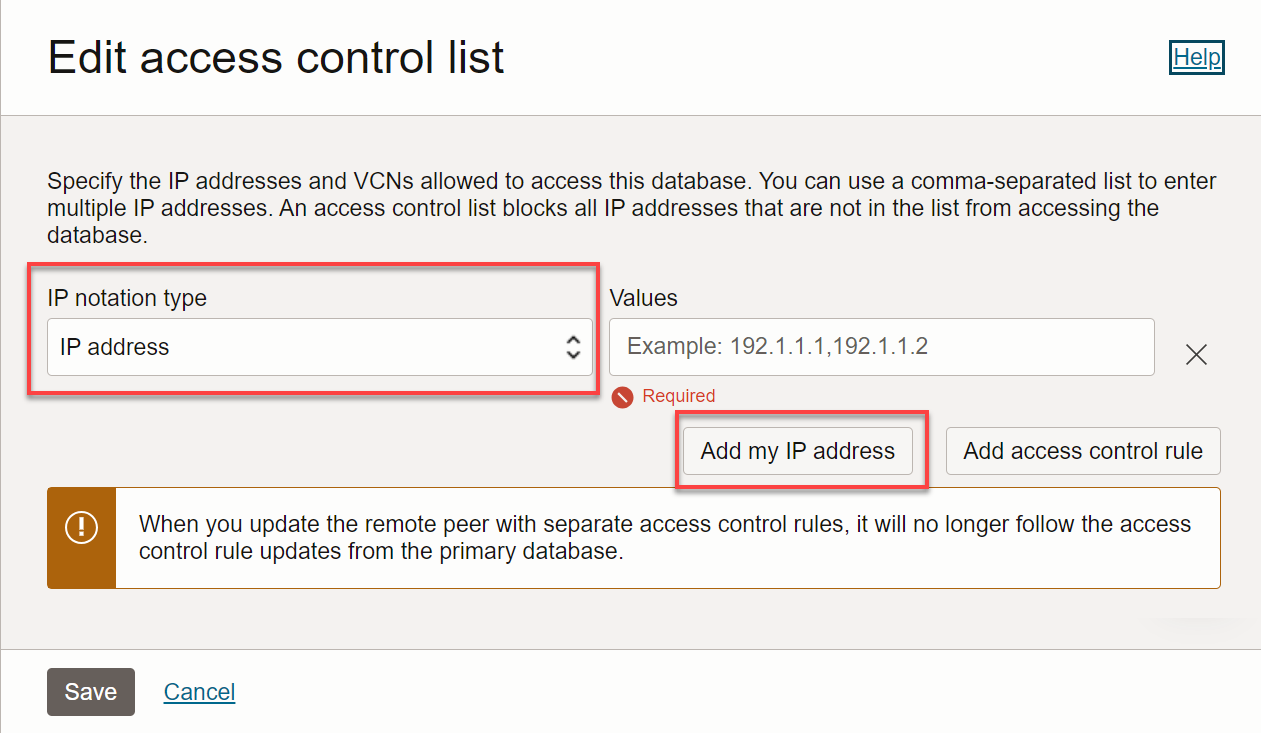 Edit access control list
Help
Specify the IP addresses and VCNs allowed to access this database. You can use a comma-separated list to enter
multiple IP addresses. An access control list blocks all IP addresses that are not in the list from accessing the
database.
IP notation type
Values
IP address
Example: 192.1.1.1,192.1.1.2
Required
Add my IP address
Add access control rule
When you update the remote peer with separate access control rules, it will no longer follow the access
control rule updates from the primary database.
Save
Cancel